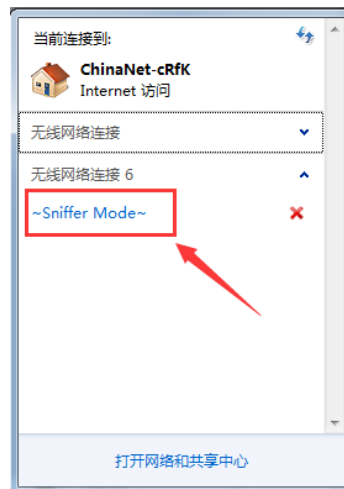 当前连接到:
ChinaNet-cRfK
Internet 访问
无线网络连接
无线网络连接 6
~Sniffer Mode~
打开网络和共享中心